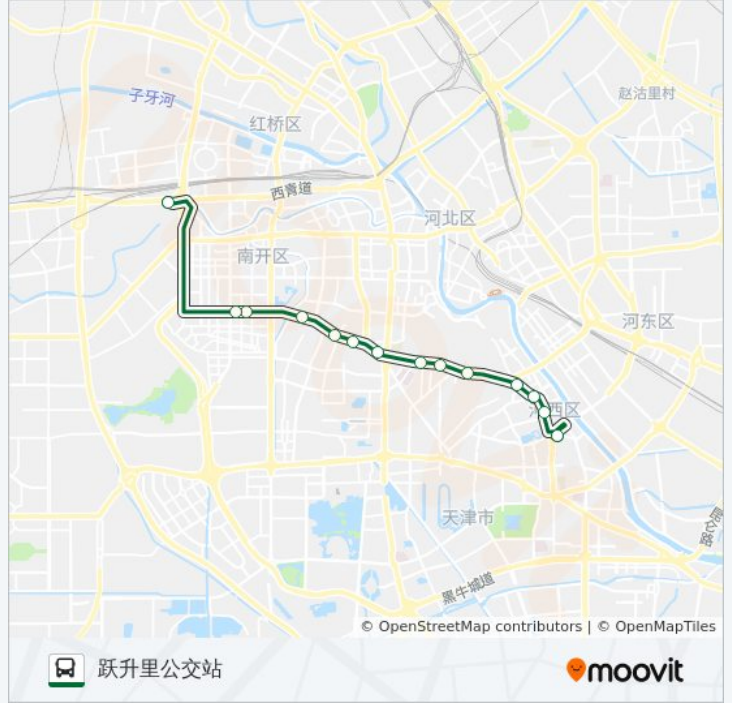 子牙河
红桥区
赵沽里村
西青道
河北区
南开区
河东区
河西区
天津市
昆仑路
黑牛城道
© OpenStreetMap contributors | © OpenMapTiles
跃升里公交站
moovit